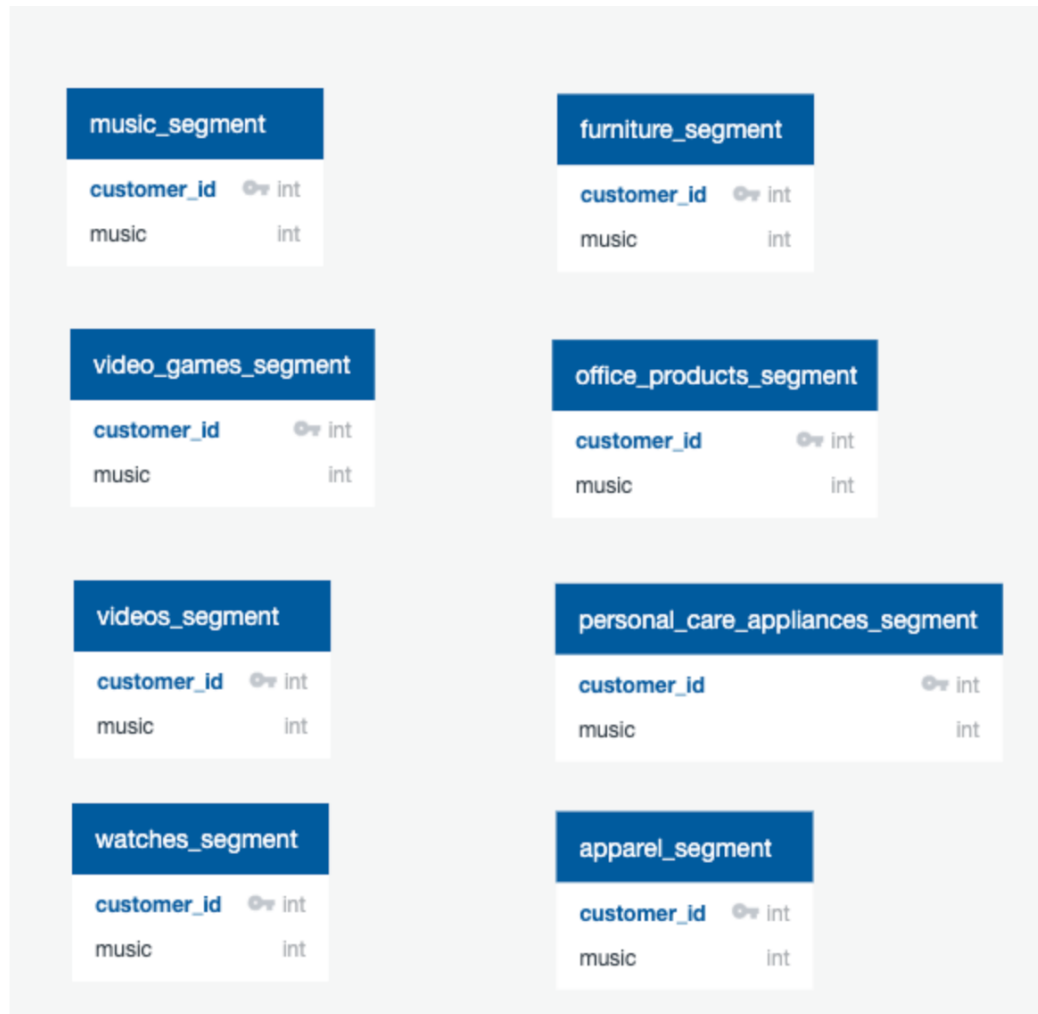 music_segment
customer_id int
music int
furniture_segment
customer_id int
music int
video_games_segment
customer_id int
music int
office_products_segment
customer_id int
music int
videos_segment
customer_id int
music int
personal_care_appliances_segment
customer_id int
music int
watches_segment
customer_id int
music int
apparel_segment
customer_id int
music int